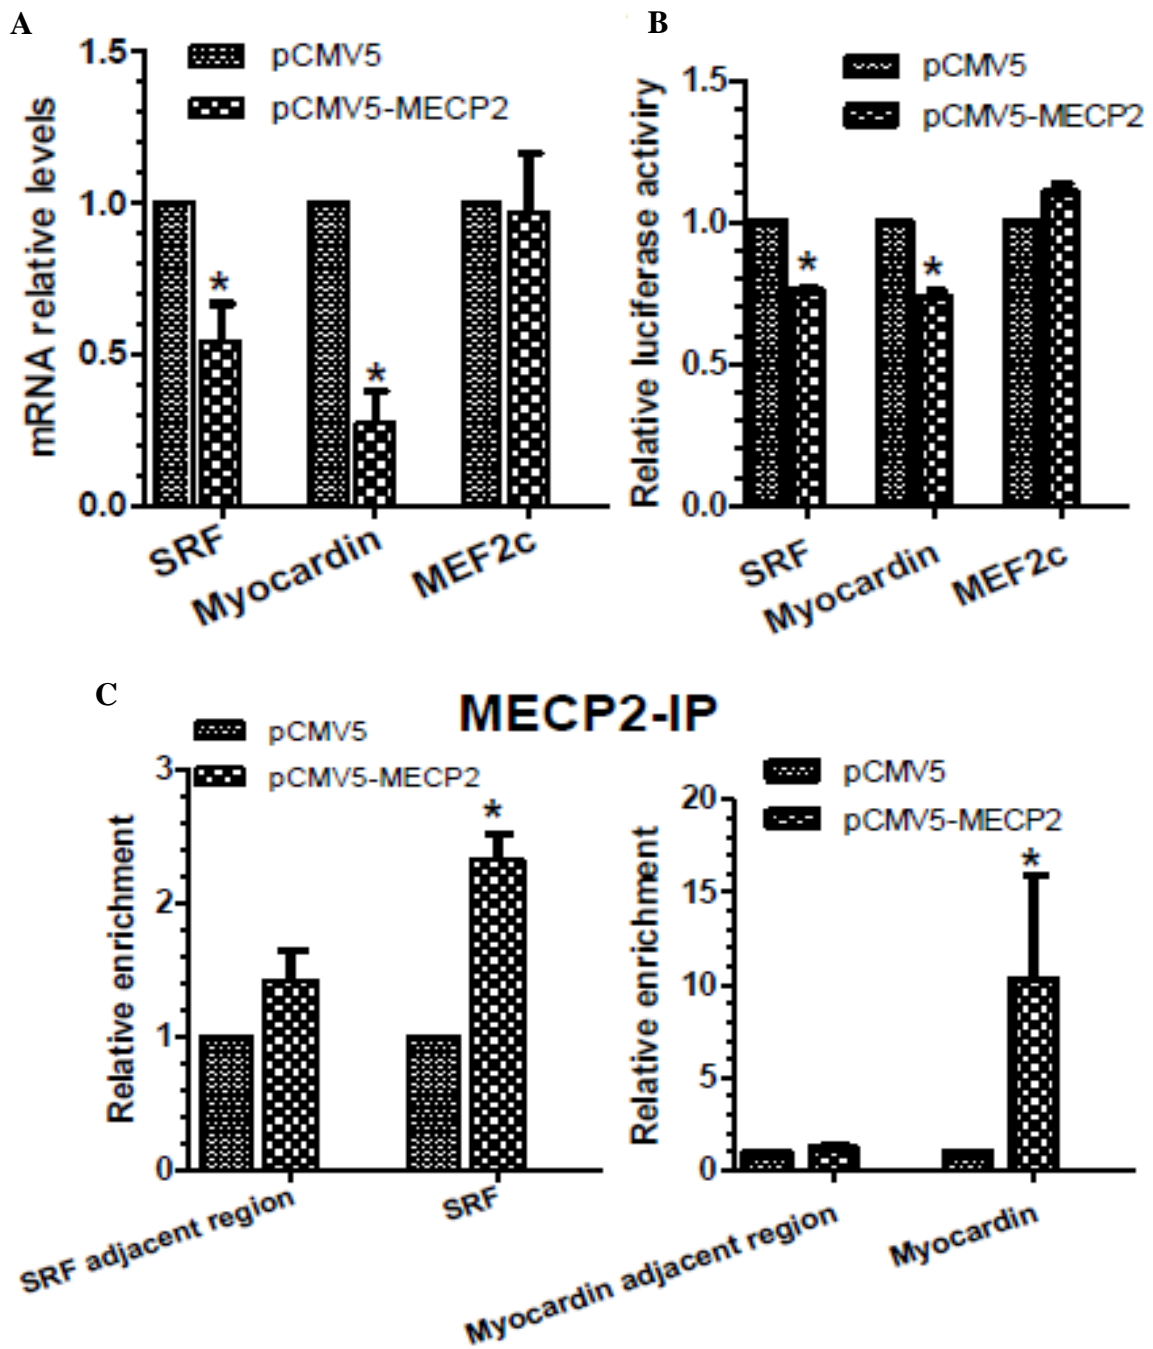 A
1.5
1.0
0.5
0.0
mRNA relative levels
pCMV5
pCMV5-MECP2
*
*
SRF
Myocardin
MEF2c
B
1.5
1.0
0.5
0.0
Relative luciferase activiry
pCMV5
pCMV5-MECP2
*
*
SRF
Myocardin
MEF2c
C
MECP2-IP
pCMV5
pCMV5-MECP2
3
2
1
0
Relative enrichment
*
SRF adjacent region
SRF
pCMV5
pCMV5-MECP2
20
15
10
5
0
Relative enrichment
*
Myocardin adjacent region
Myocardin